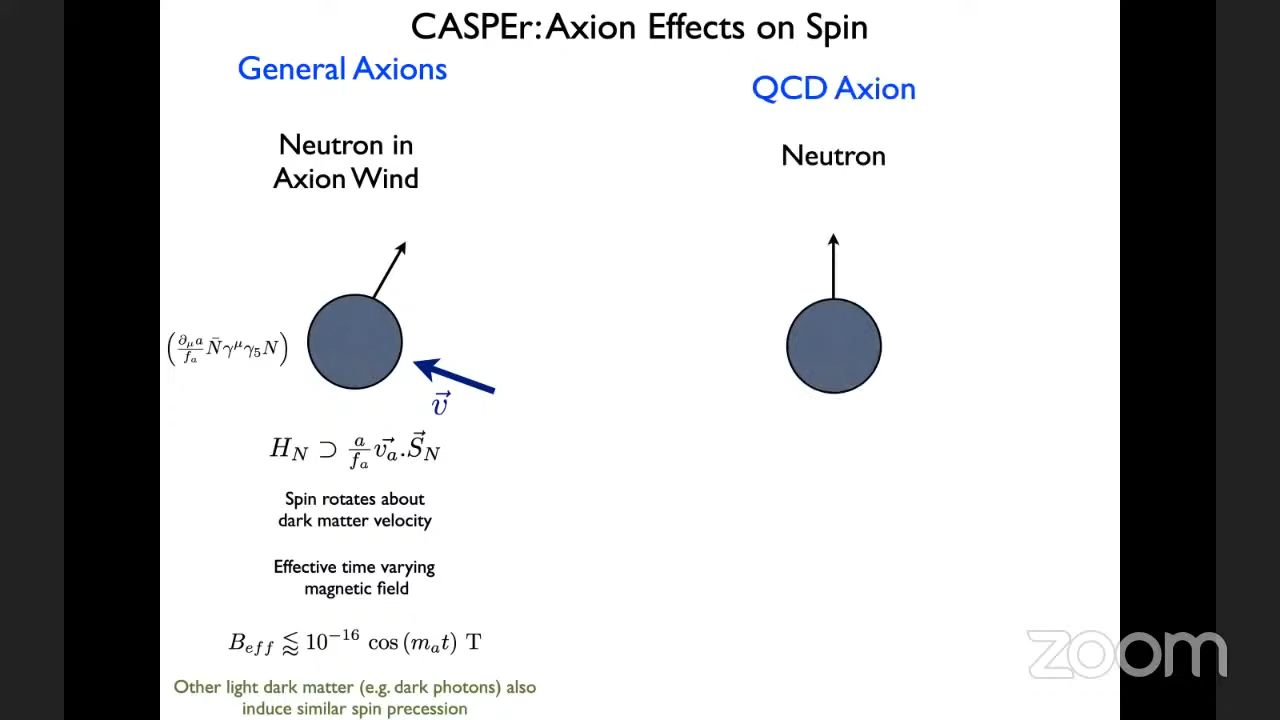 CASPEr: Axion Effects on Spin
General Axions
Neutron in
Axion Wind
$\left(\frac{\partial_\mu a}{f_a} \bar{N}\gamma^\mu\gamma_5 N\right)$
$\vec{v}$
$H_N \supset \frac{a}{f_a} \vec{v_a}.\vec{S}_N$
Spin rotates about
dark matter velocity
Effective time varying
magnetic field
$B_{eff} \lessapprox 10^{-16} \cos(m_a t)$ T
Other light dark matter (e.g. dark photons) also
induce similar spin precession
QCD Axion
Neutron
zoom